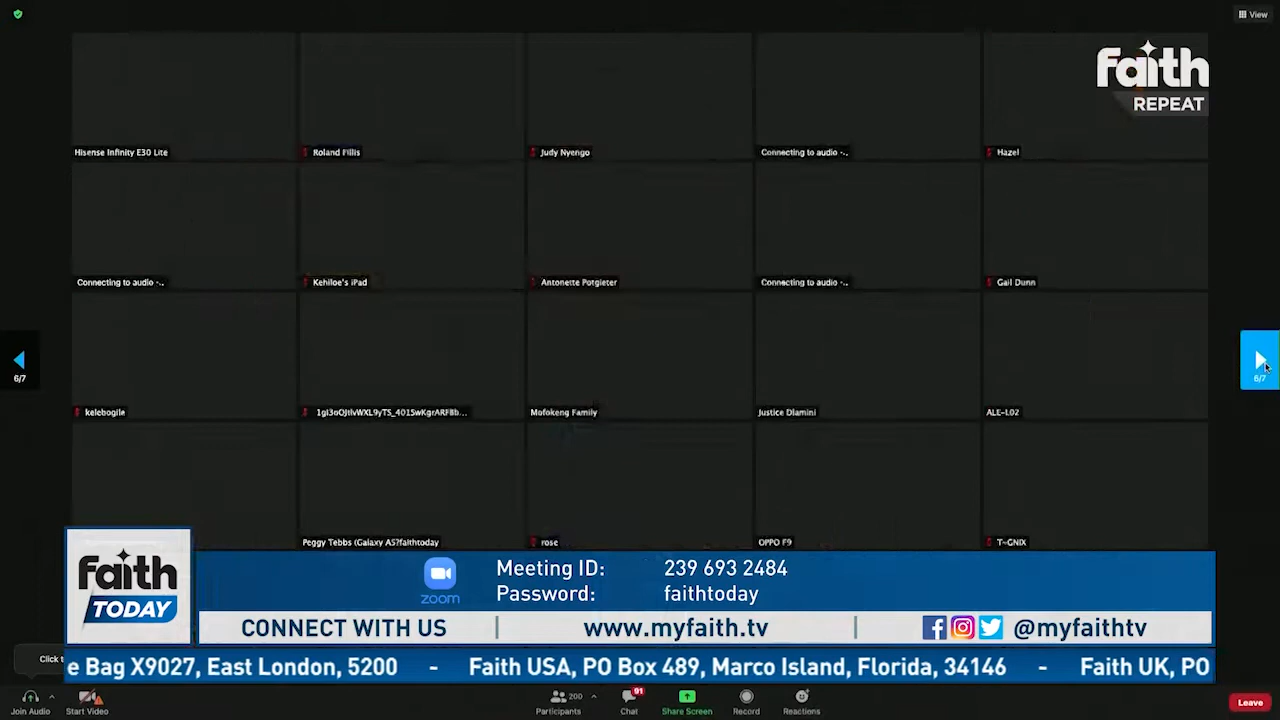 View
faith
REPEAT
Hisense Infinity E30 Lite
Roland Fillis
Judy Nyengo
Connecting to audio -..
Hazel
Connecting to audio -..
Kehiloe's iPad
Antonette Potgieter
Connecting to audio -..
Gail Dunn
6/7
6/7
kelebogile
Mofokeng Family
Justice Dlamini
ALE-L02
Peggy Tebbs (Galaxy A5?faithtoday
rose
OPPO F9
T-GNIX
faith
TODAY
zoom
Meeting ID: 239 693 2484
Password: faithtoday
CONNECT WITH US
www.myfaith.tv
@myfaithtv
Click t
e Bag X9027, East London, 5200 - Faith USA, PO Box 489, Marco Island, Florida, 34146 - Faith UK, PO
Join Audio
Start Video
200
Participants
91
Chat
Share Screen
Record
Reactions
Leave